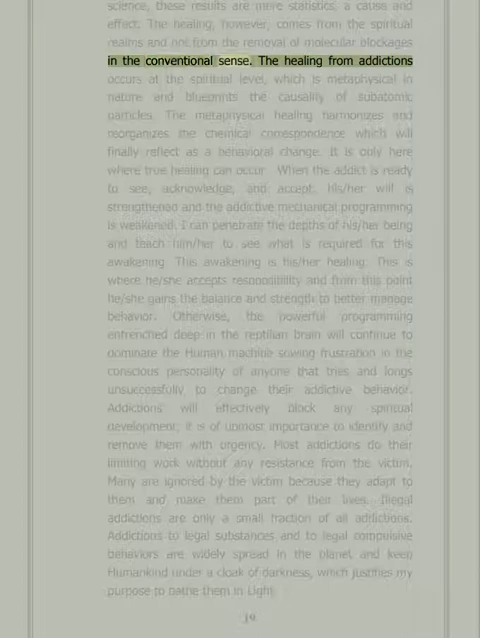 science, these results are mere statistics, a cause and
effect. The healing, however, comes from the spiritual
realms and not from the removal of molecular blockages
in the conventional sense. The healing from addictions
occurs at the spiritual level, which is metaphysical in
nature and blueprints the causality of subatomic
particles. The metaphysical healing harmonizes and
reorganizes the chemical correspondence which will
finally reflect as a behavioral change. It is only here
where true healing can occur. When the addict is ready
to see, acknowledge, and accept, his/her will is
strengthened and the addictive mechanical programming
is weakened. I can penetrate the depths of his/her being
and teach him/her to see what is required for this
awakening. This awakening is his/her healing. This is
where he/she accepts responsibility and from this point
he/she gains the balance and strength to better manage
behavior. Otherwise, the powerful programming
entrenched deep in the reptilian brain will continue to
dominate the Human machine sowing frustration in the
conscious personality of anyone that tries and longs
unsuccessfully to change their addictive behavior.
Addictions will effectively block any spiritual
development; it is of upmost importance to identify and
remove them with urgency. Most addictions do their
limiting work without any resistance from the victim.
Many are ignored by the victim because they adapt to
them and make them part of their lives. Illegal
addictions are only a small fraction of all addictions.
Addictions to legal substances and to legal compulsive
behaviors are widely spread in the planet and keep
Humankind under a cloak of darkness, which justifies my
purpose to bathe them in Light.
19